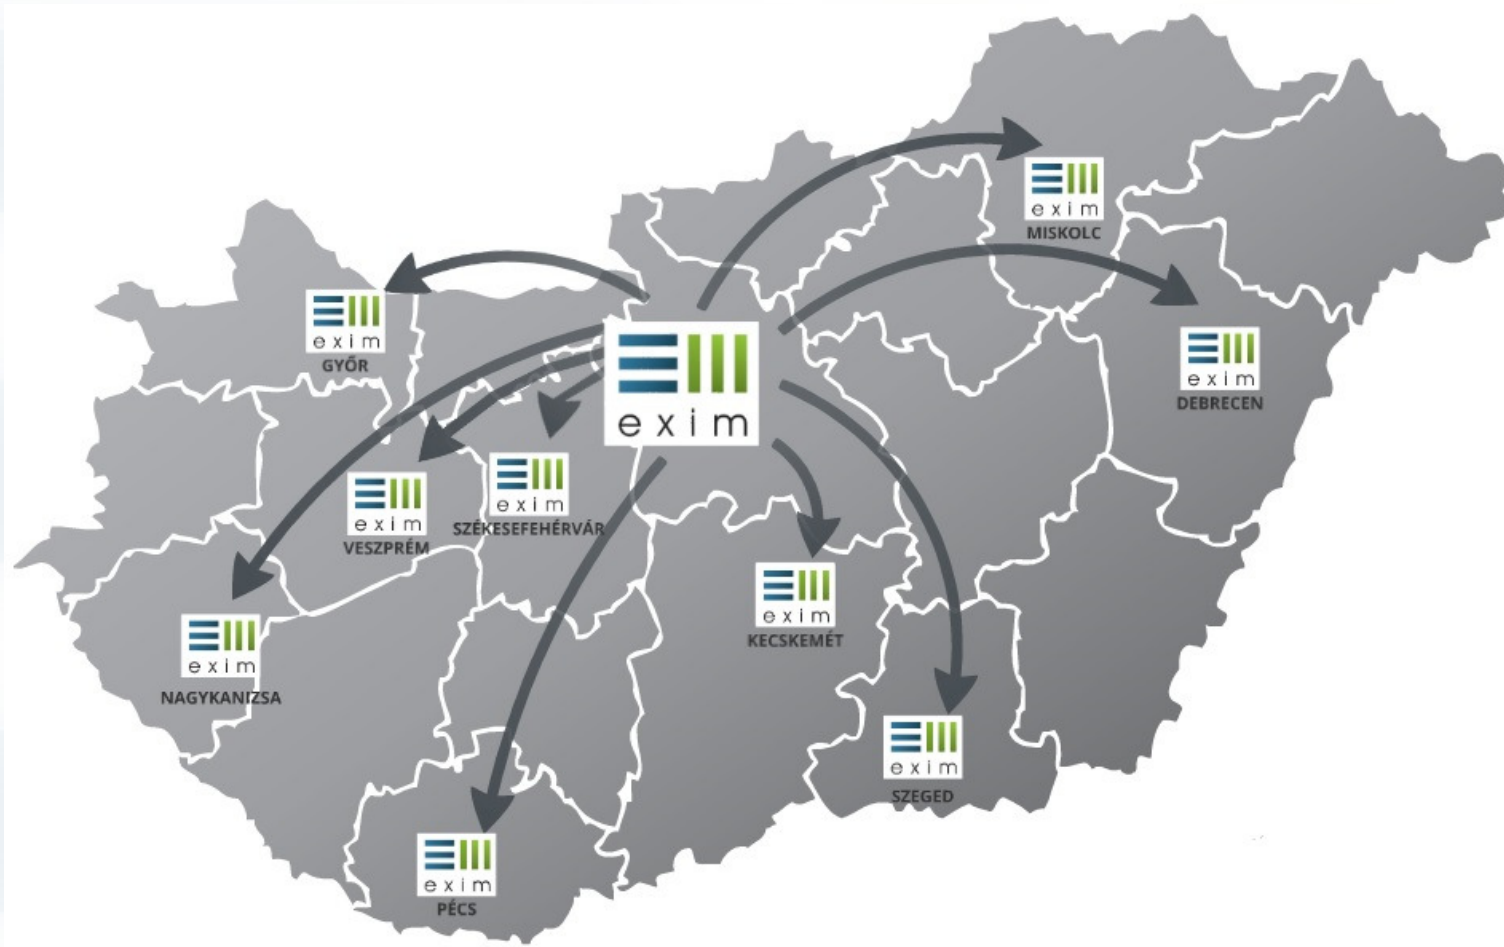 exim
MISKOLC
exim
GYŐR
exim
exim
DEBRECEN
exim
VESZPRÉM
exim
SZÉKESEFEHÉRVÁR
exim
KECSKEMÉT
exim
NAGYKANIZSA
exim
SZEGED
exim
PÉCS